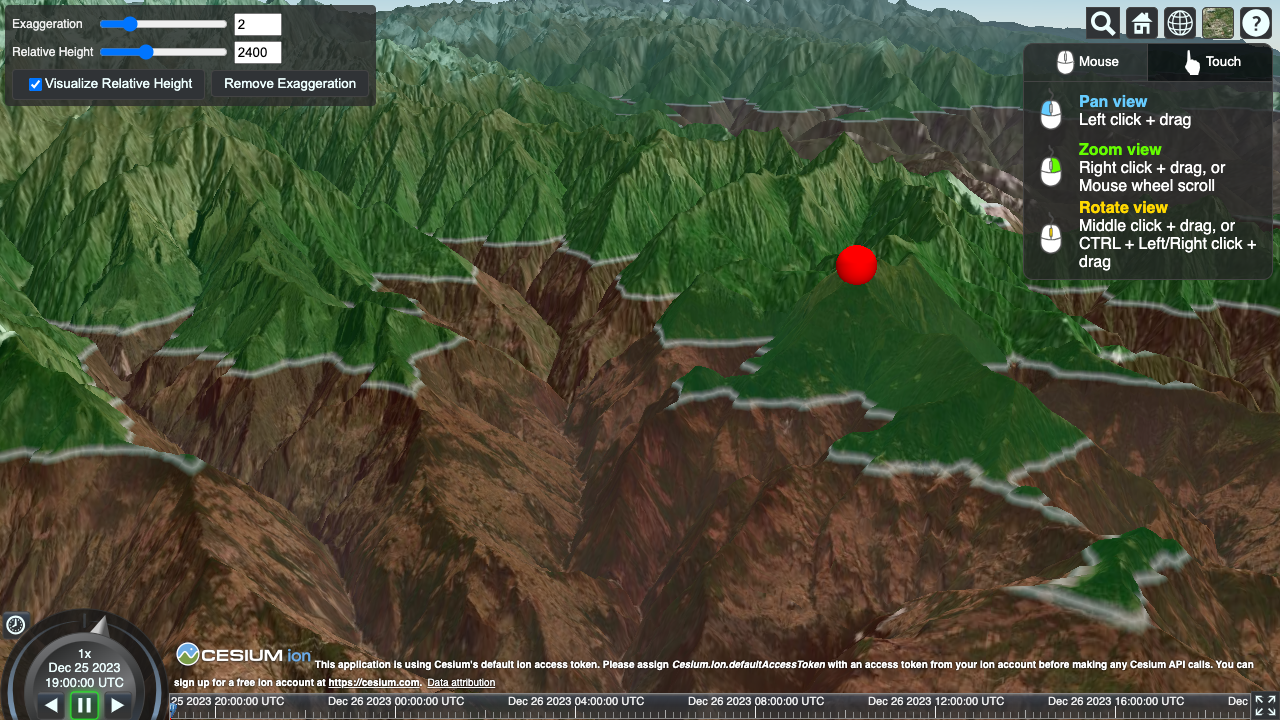 Exaggeration
2
Relative Height
2400
Visualize Relative Height
Remove Exaggeration
?
Mouse
Touch
Pan view
Left click + drag
Zoom view
Right click + drag, or
Mouse wheel scroll
Rotate view
Middle click + drag, or
CTRL + Left/Right click +
drag
1x
Dec 25 2023
19:00:00 UTC
CESIUM ion
This application is using Cesium's default ion access token. Please assign Cesium.Ion.defaultAccessToken with an access token from your ion account before making any Cesium API calls. You can
sign up for a free ion account at https://cesium.com. Data attribution
25 2023 20:00:00 UTC
Dec 26 2023 00:00:00 UTC
Dec 26 2023 04:00:00 UTC
Dec 26 2023 08:00:00 UTC
Dec 26 2023 12:00:00 UTC
Dec 26 2023 16:00:00 UTC
Dec